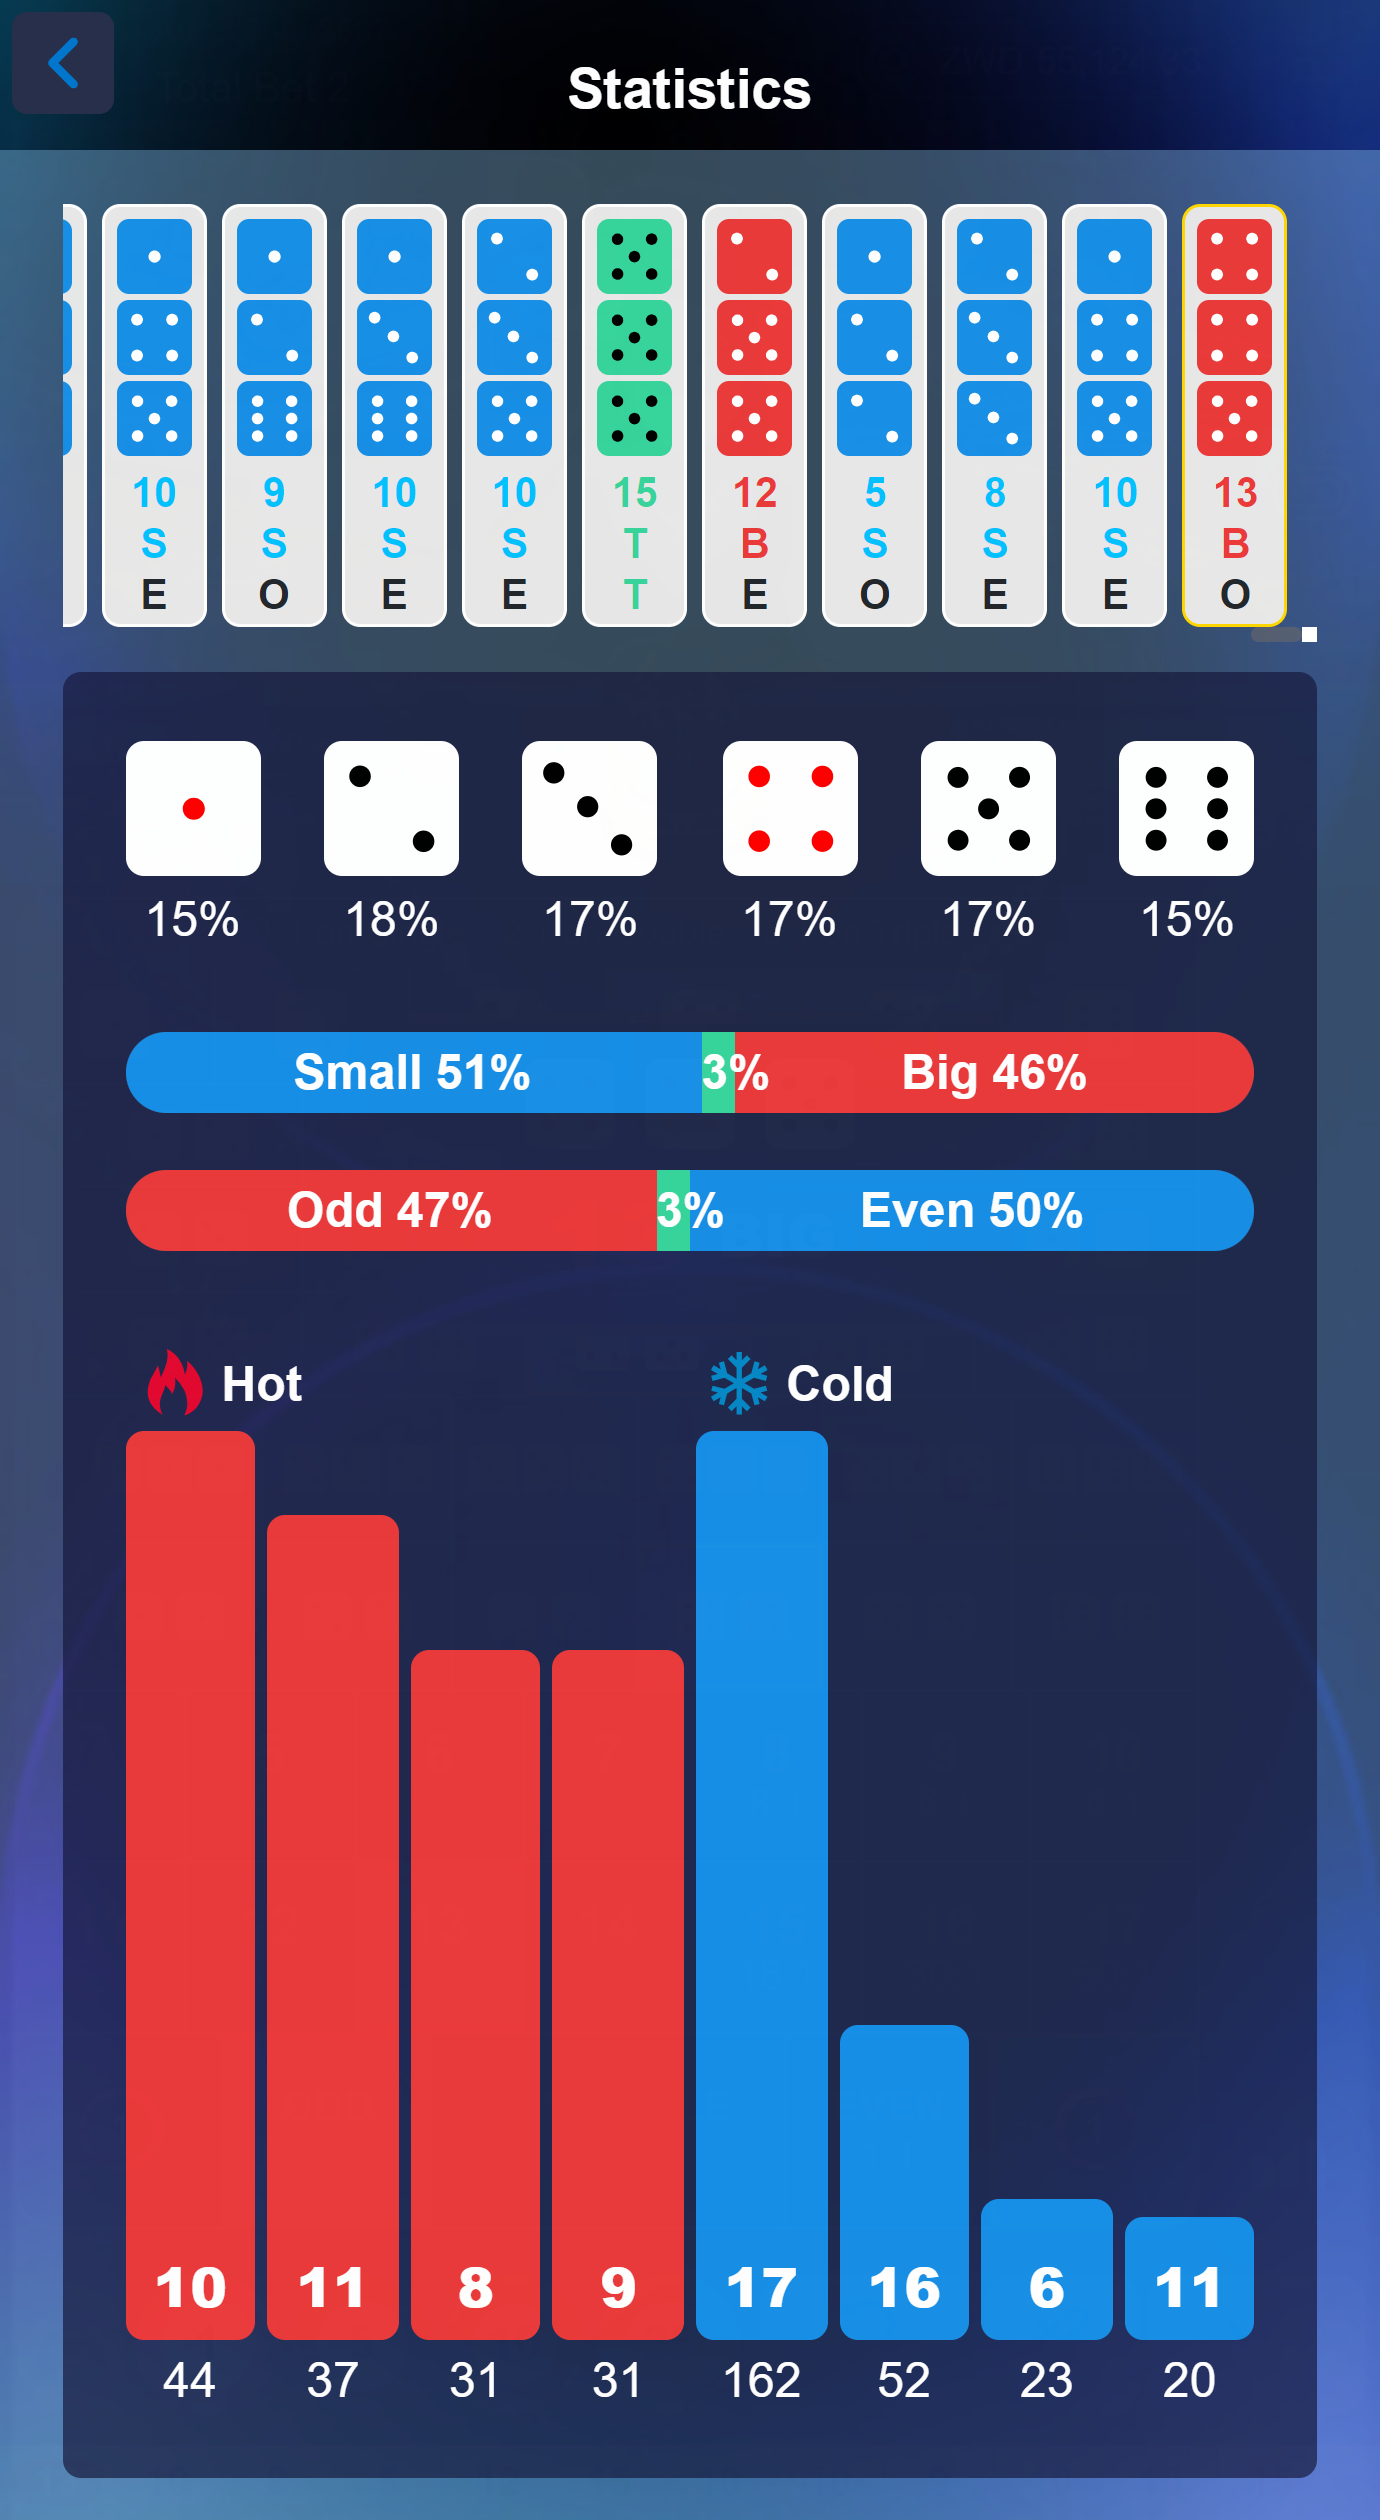 Statistics
10 9 10 10 15 12 5 8 10 13
S S S S T B S S S B
E O E E T E O E E O
15% 18% 17% 17% 17% 15%
Small 51% 3% Big 46%
Odd 47% 3% Even 50%
Hot Cold
10 11 8 9 17 16 6 11
44 37 31 31 162 52 23 20